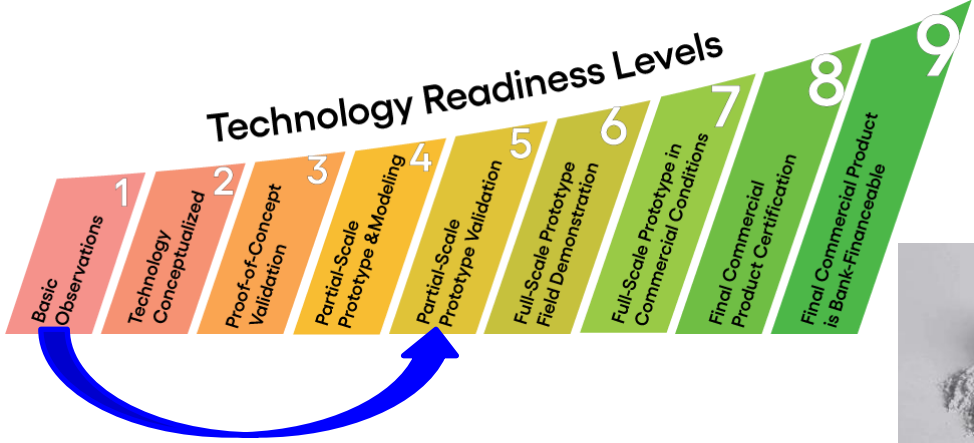 Technology Readiness Levels
1
Basic
Observations
2
Technology
Conceptualized
3
Proof-of-Concept
Validation
4
Partial-Scale
Prototype &Modeling
5
Partial-Scale
Prototype Validation
6
Full-Scale Prototype
Field Demonstration
7
Full-Scale Prototype in
Commercial Conditions
8
Final Commercial
Product Certification
9
Final Commercial Product
is Bank-Financeable